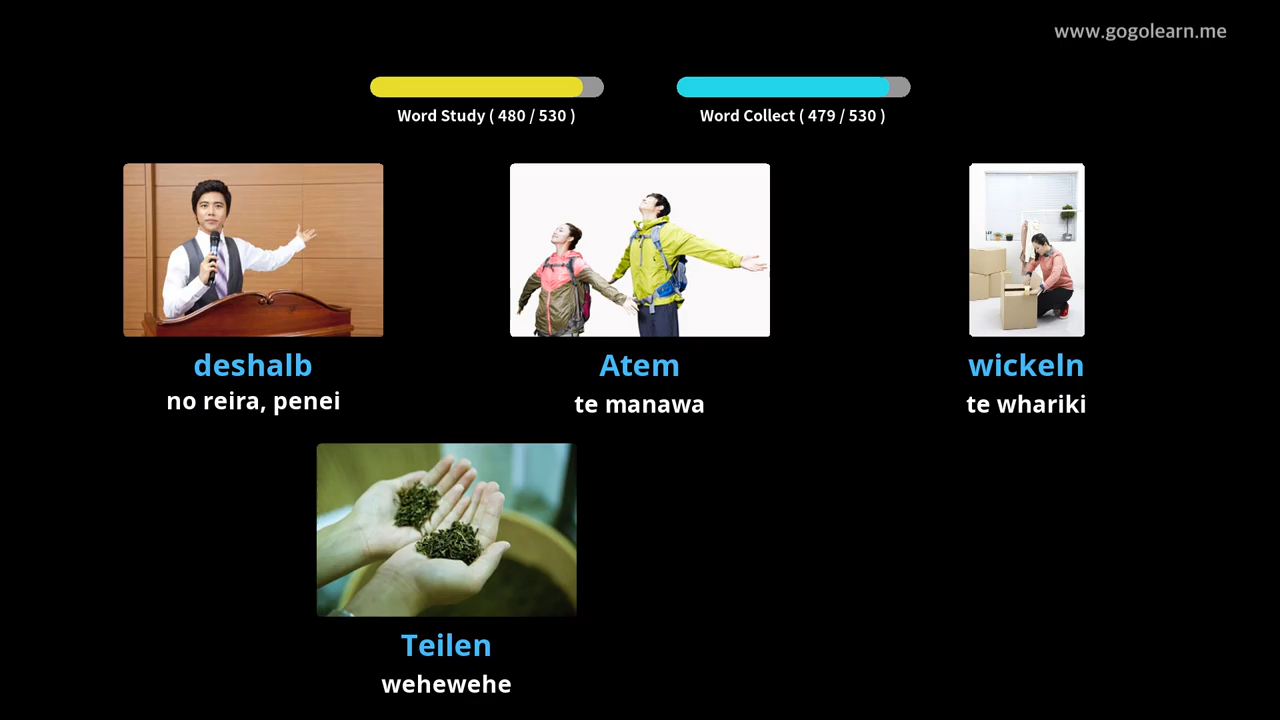 www.gogolearn.me
Word Study ( 480 / 530 )
Word Collect ( 479 / 530 )
deshalb
no reira, penei
Atem
te manawa
wickeln
te whariki
Teilen
wehewehe